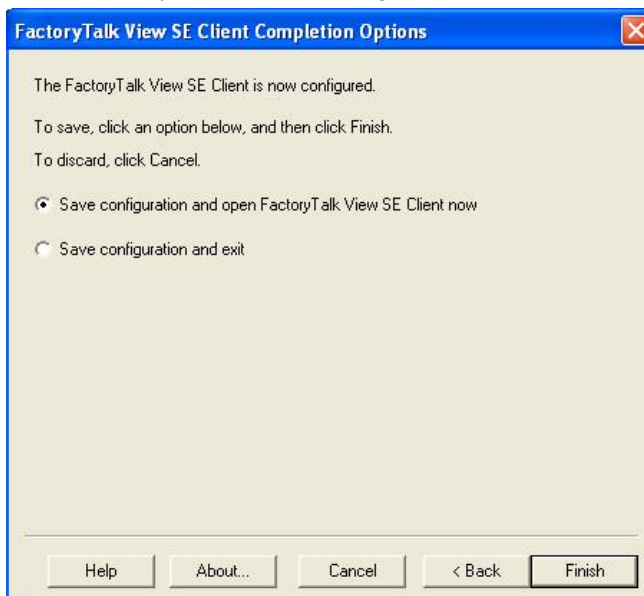 FactoryTalk View SE Client Completion Options
The FactoryTalk View SE Client is now configured.
To save, click an option below, and then click Finish.
To discard, click Cancel.
Save configuration and open FactoryTalk View SE Client now
Save configuration and exit
Help About... Cancel < Back Finish